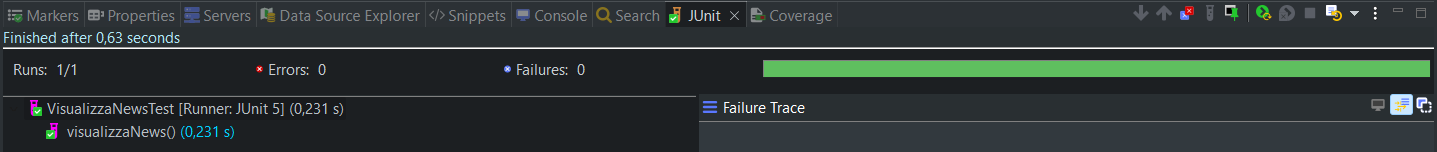 Markers Properties Servers Data Source Explorer Snippets Console Search JUnit Coverage
Finished after 0,63 seconds
Runs: 1/1 Errors: 0 Failures: 0
VisualizzaNewsTest [Runner: JUnit 5] (0,231 s) Failure Trace
visualizzaNews() (0,231 s)